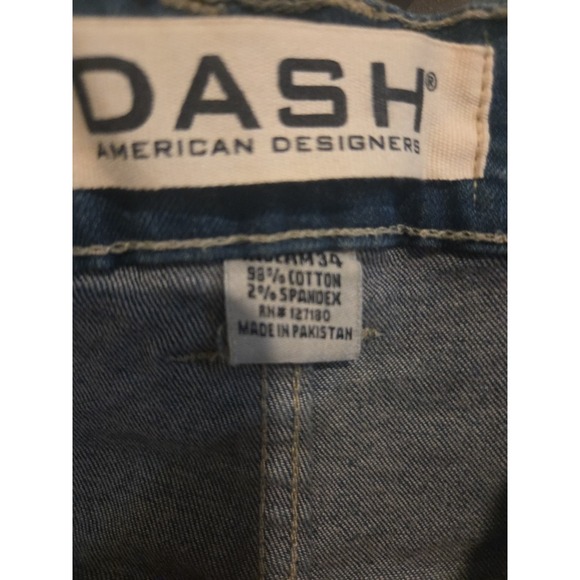 DASH®
AMERICAN DESIGNERS
98% COTTON
2% SPANDEX
RN# 127180
MADE IN PAKISTAN